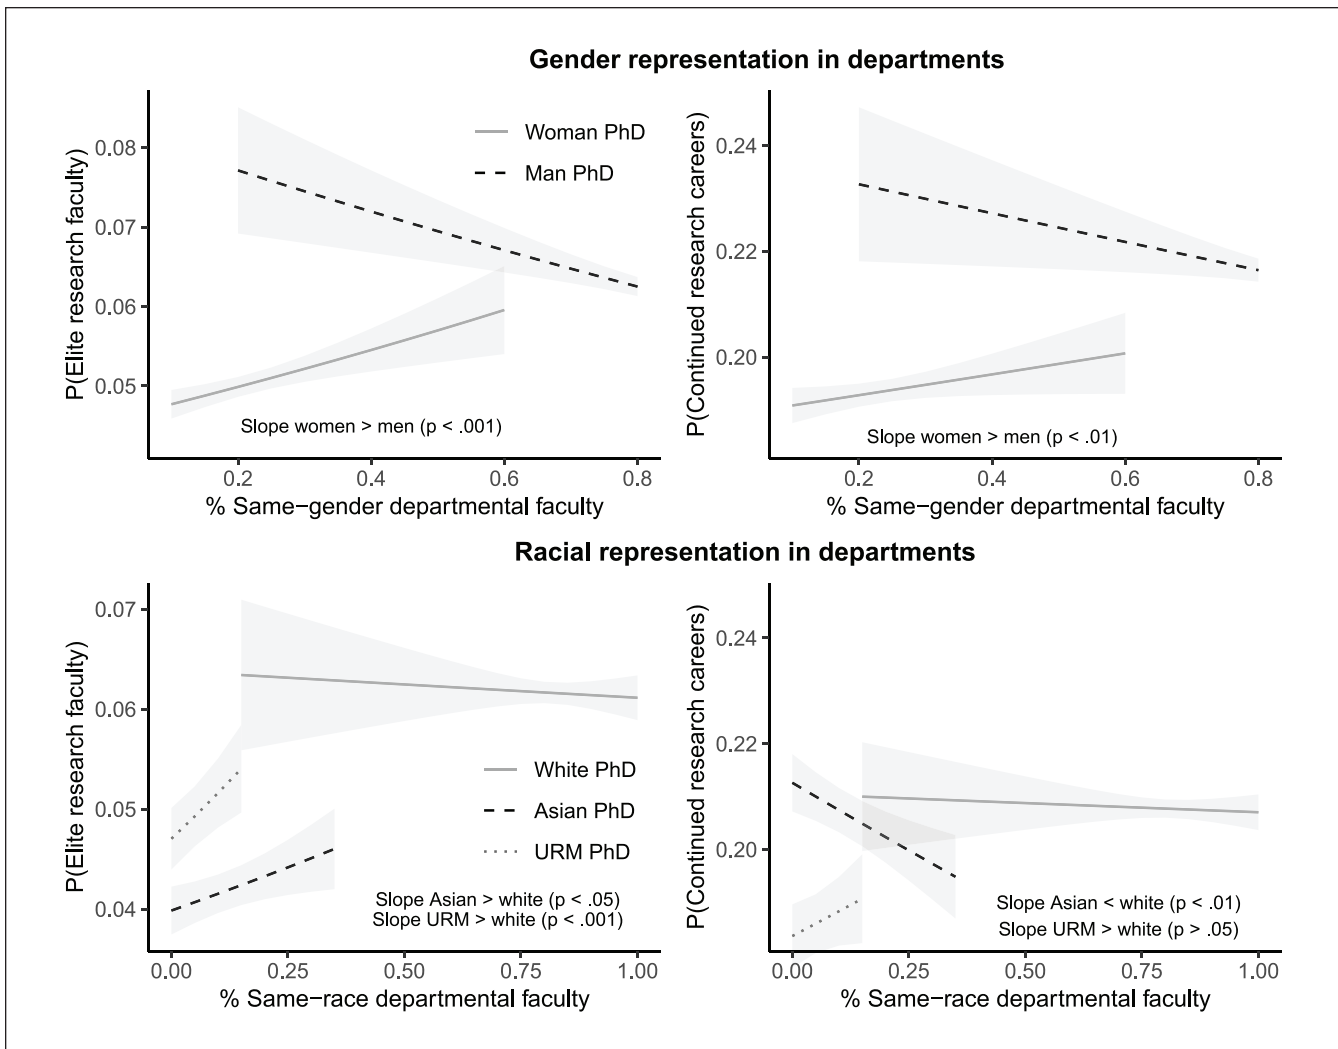 Gender representation in departments
P(Elite research faculty)
0.08
0.07
0.06
0.05
Woman PhD
Man PhD
Slope women > men (p < .001)
0.2 0.4 0.6 0.8
% Same−gender departmental faculty
P(Continued research careers)
0.24
0.22
0.20
Slope women > men (p < .01)
0.2 0.4 0.6 0.8
% Same−gender departmental faculty
Racial representation in departments
P(Elite research faculty)
0.07
0.06
0.05
0.04
White PhD
Asian PhD
URM PhD
Slope Asian > white (p < .05)
Slope URM > white (p < .001)
0.00 0.25 0.50 0.75 1.00
% Same−race departmental faculty
P(Continued research careers)
0.24
0.22
0.20
Slope Asian < white (p < .01)
Slope URM > white (p > .05)
0.00 0.25 0.50 0.75 1.00
% Same−race departmental faculty